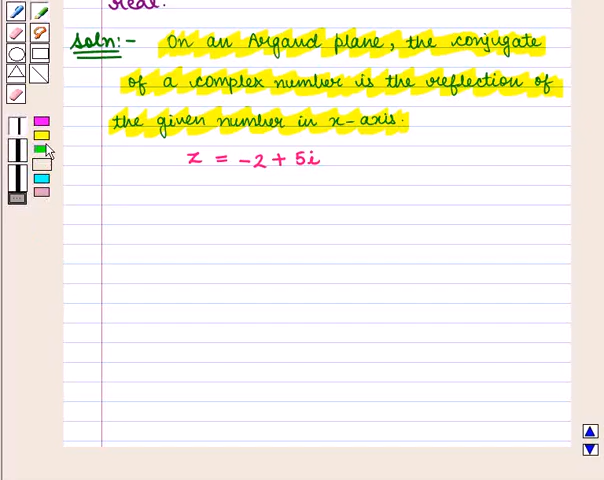 real.
Soln:- On an Argand plane, the conjugate
of a complex number is the reflection of
the given number in x-axis.
z = -2 + 5i